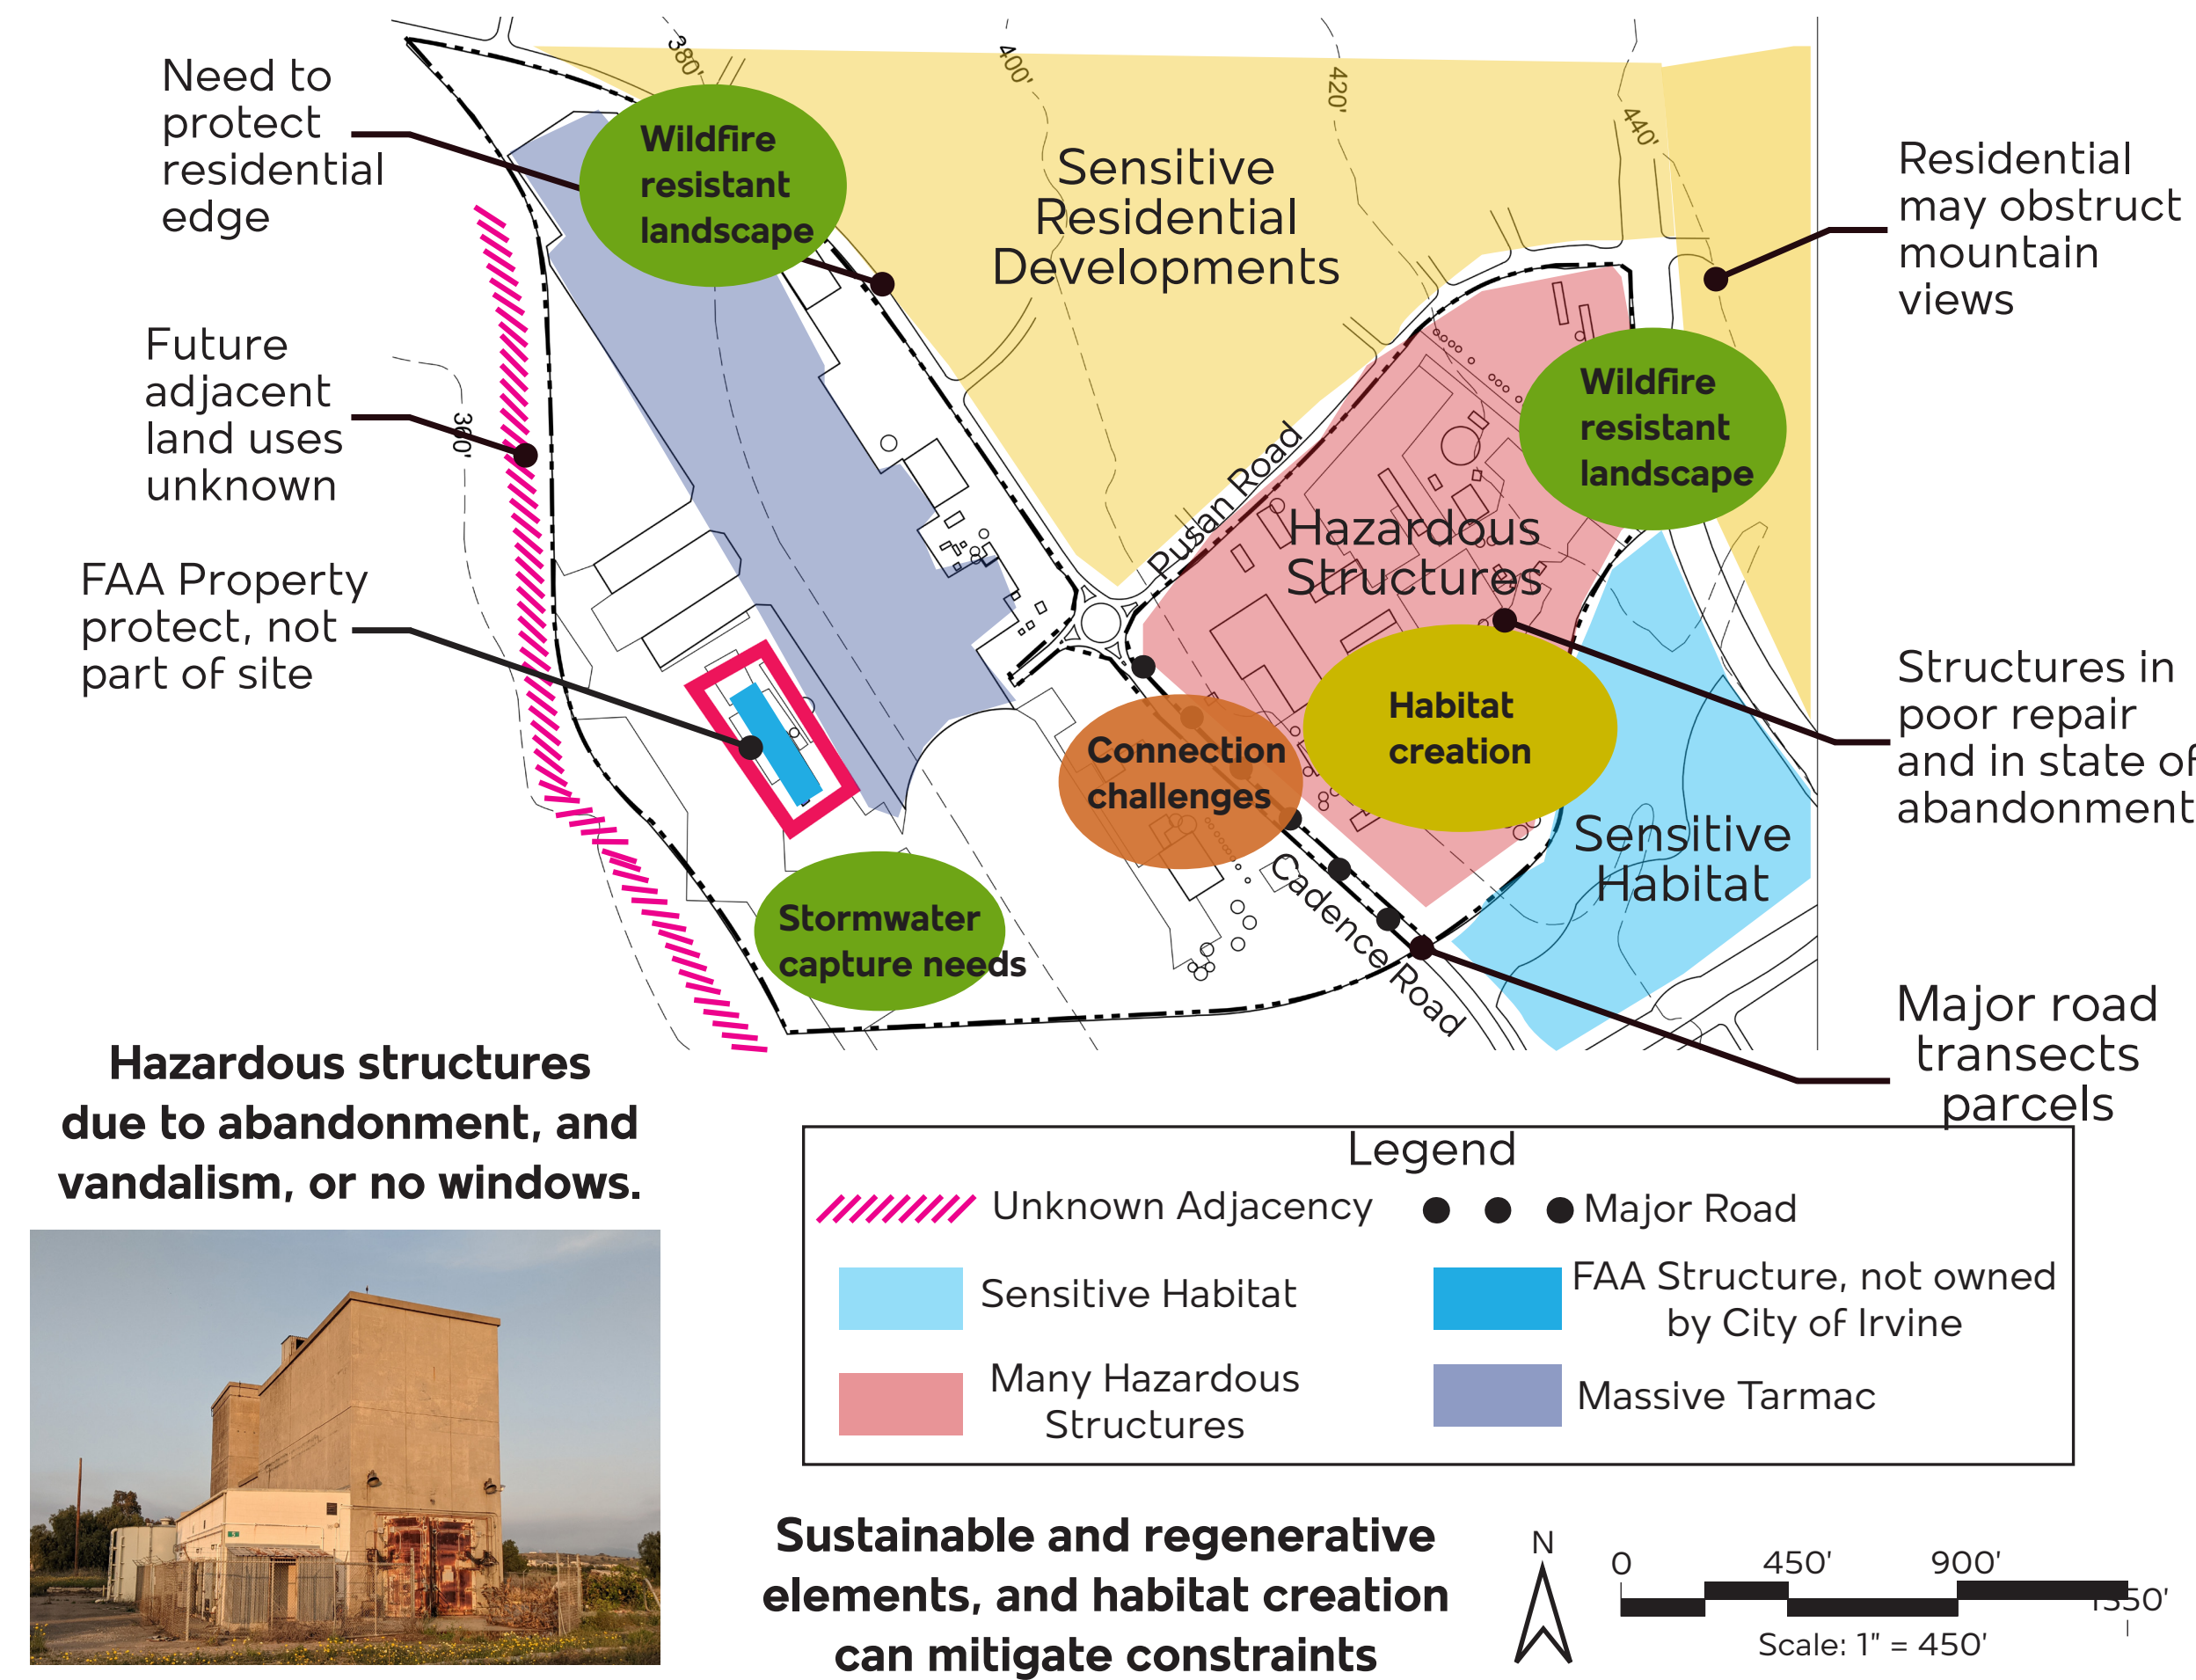 Need to
protect
residential
edge
Future
adjacent
land uses
unknown
FAA Property
protect, not
part of site
380'
400'
420'
440'
360'
Wildfire
resistant
landscape
Sensitive
Residential
Developments
Residential
may obstruct
mountain
views
Wildfire
resistant
landscape
Pusan Road
Hazardous
Structures
Habitat
creation
Connection
challenges
Structures in
poor repair
and in state of
abandonment
Sensitive
Habitat
Stormwater
capture needs
Cadence Road
Major road
transects
parcels
Hazardous structures
due to abandonment, and
vandalism, or no windows.
Legend
Unknown Adjacency
Major Road
Sensitive Habitat
FAA Structure, not owned
by City of Irvine
Many Hazardous
Structures
Massive Tarmac
Sustainable and regenerative
elements, and habitat creation
can mitigate constraints
N
0 450' 900' 1350'
Scale: 1" = 450'